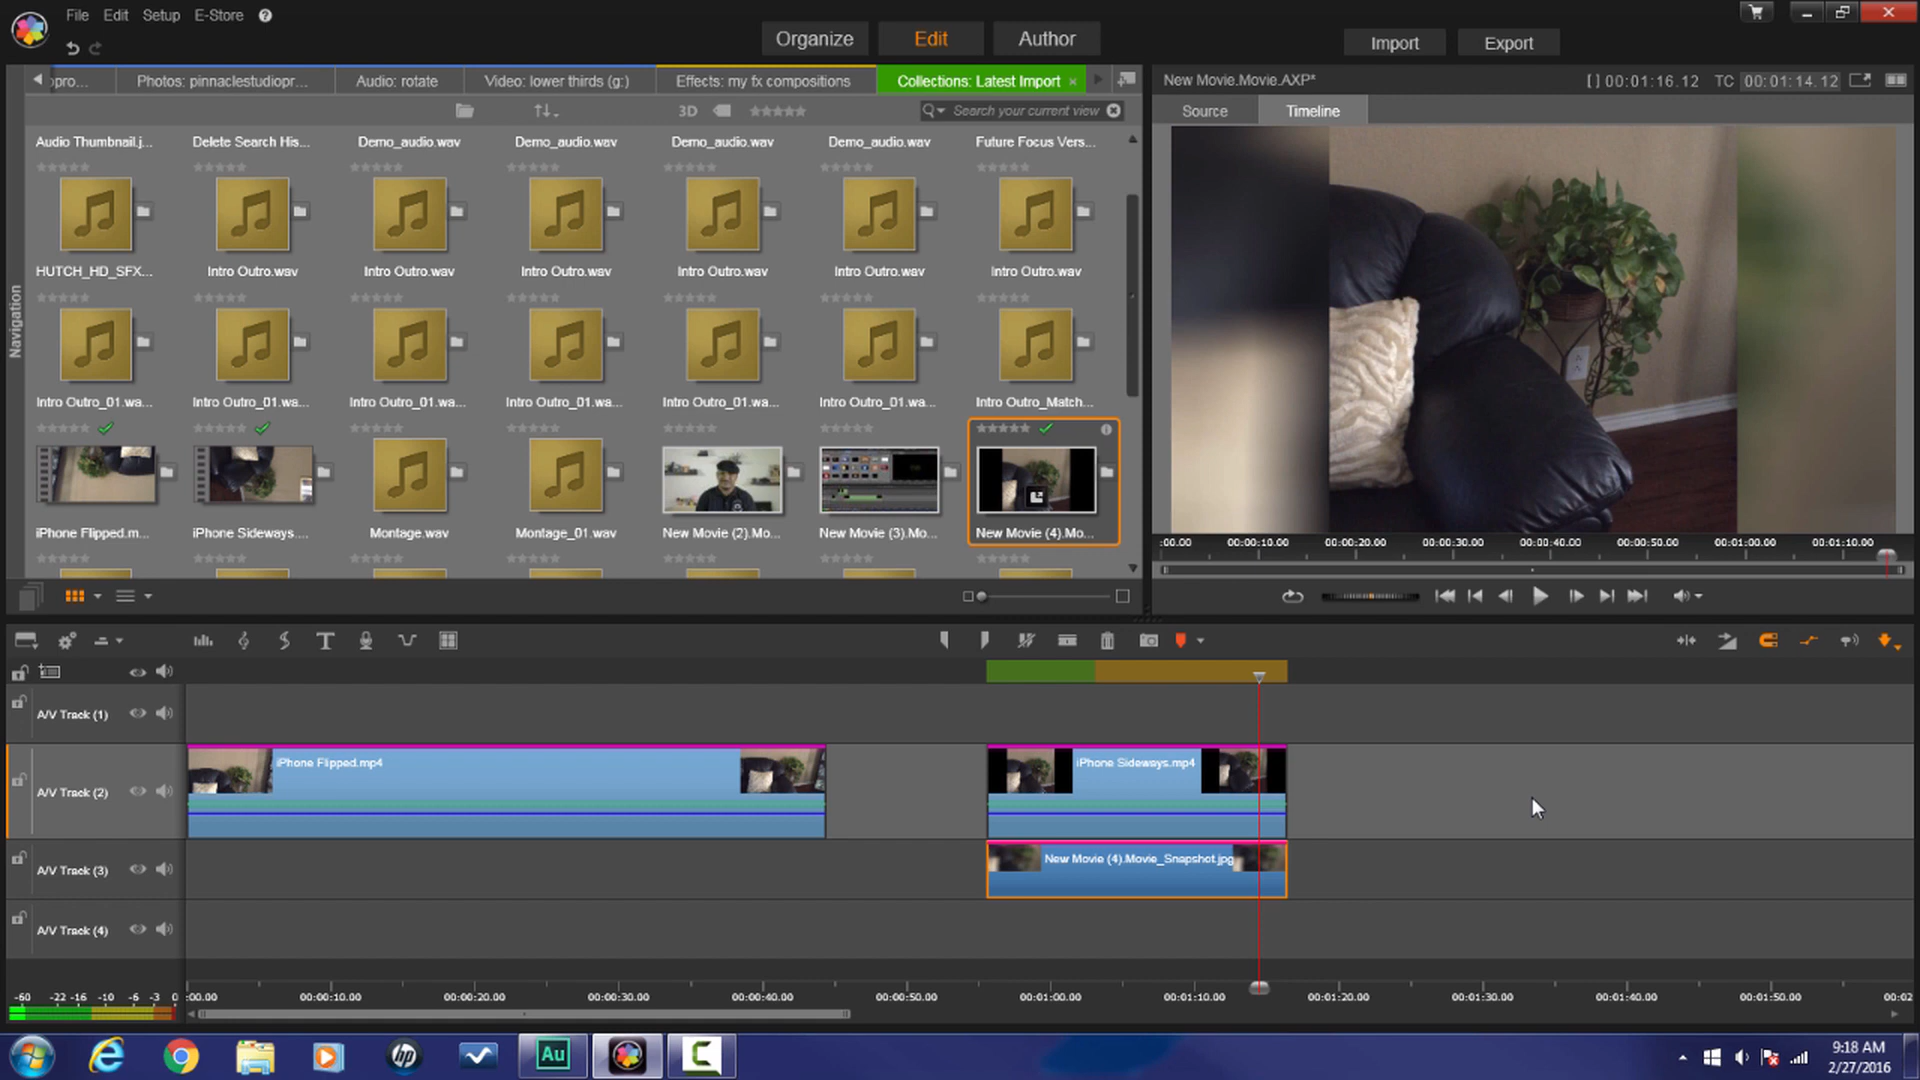 File Edit Setup E-Store ?
Organize Edit Author Import Export
opro... Photos: pinnaclestudiopr... Audio: rotate Video: lower thirds (g:) Effects: my fx compositions Collections: Latest Import ×
New Movie.Movie.AXP* [ ] 00:01:16.12 TC 00:01:14.12
3D Search your current view
Source Timeline
Navigation
Audio Thumbnail.j... Delete Search His... Demo_audio.wav Demo_audio.wav Demo_audio.wav Demo_audio.wav Future Focus Vers...
HUTCH_HD_SFX... Intro Outro.wav Intro Outro.wav Intro Outro.wav Intro Outro.wav Intro Outro.wav Intro Outro.wav
Intro Outro_01.wa... Intro Outro_01.wa... Intro Outro_01.wa... Intro Outro_01.wa... Intro Outro_01.wa... Intro Outro_01.wa... Intro Outro_Match...
iPhone Flipped.m... iPhone Sideways.... Montage.wav Montage_01.wav New Movie (2).Mo... New Movie (3).Mo... New Movie (4).Mo...
:00.00 00:00:10.00 00:00:20.00 00:00:30.00 00:00:40.00 00:00:50.00 00:01:00.00 00:01:10.00
A/V Track (1)
A/V Track (2) iPhone Flipped.mp4 iPhone Sideways.mp4
A/V Track (3) New Movie (4).Movie_Snapshot.jpg
A/V Track (4)
-60 -22 -16 -10 -6 -3 0 :00.00 00:00:10.00 00:00:20.00 00:00:30.00 00:00:40.00 00:00:50.00 00:01:00.00 00:01:10.00 00:01:20.00 00:01:30.00 00:01:40.00 00:01:50.00 00:02
hp Au C
9:18 AM
2/27/2016